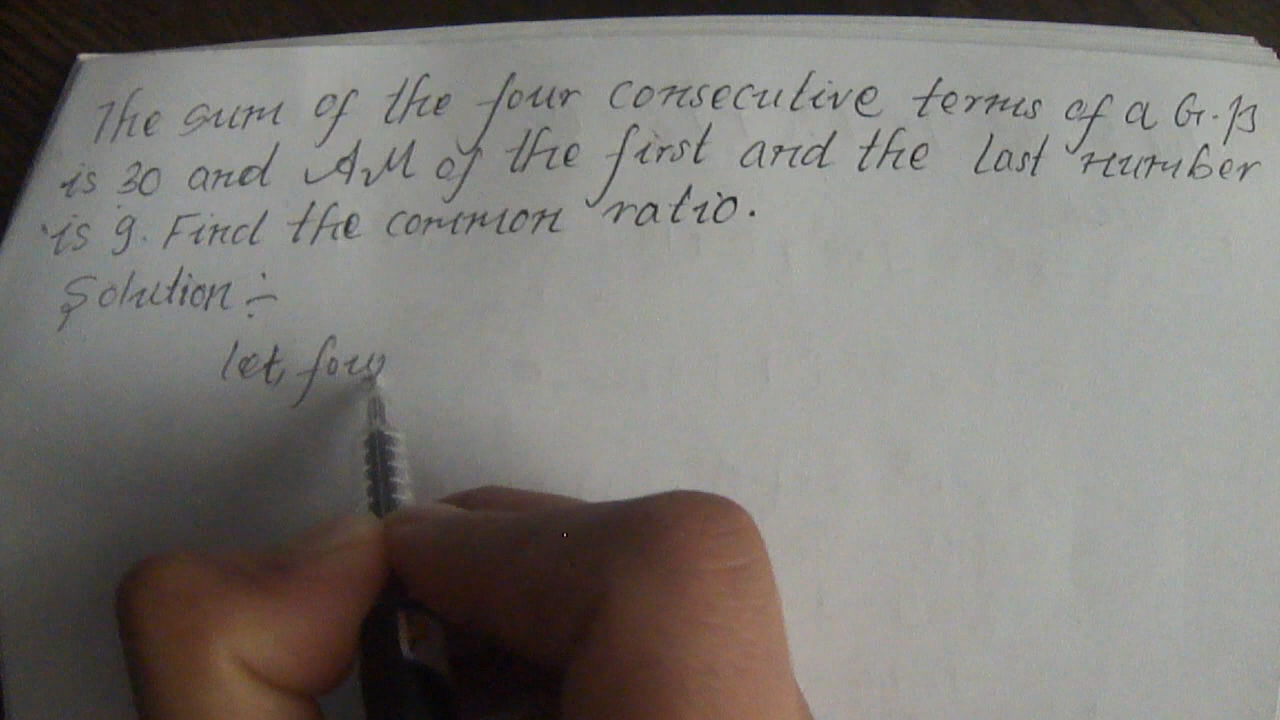 The sum of the four consecutive terms of a G.P
is 30 and AM of the first and the last number
is 9. Find the common ratio.
Solution :-
let, four